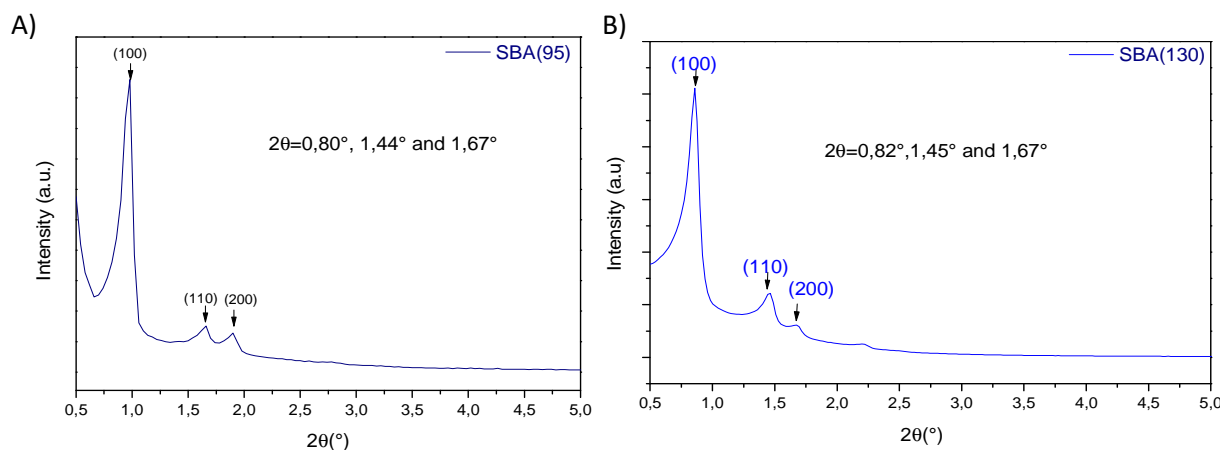 A)
SBA(95)
(100)
2θ=0,80°, 1,44° and 1,67°
(110)
(200)
Intensity (a.u.)
0,5 1,0 1,5 2,0 2,5 3,0 3,5 4,0 4,5 5,0
2θ(°)
B)
SBA(130)
(100)
2θ=0,82°,1,45° and 1,67°
(110)
(200)
Intensity (a.u)
0,5 1,0 1,5 2,0 2,5 3,0 3,5 4,0 4,5 5,0
2θ(°)